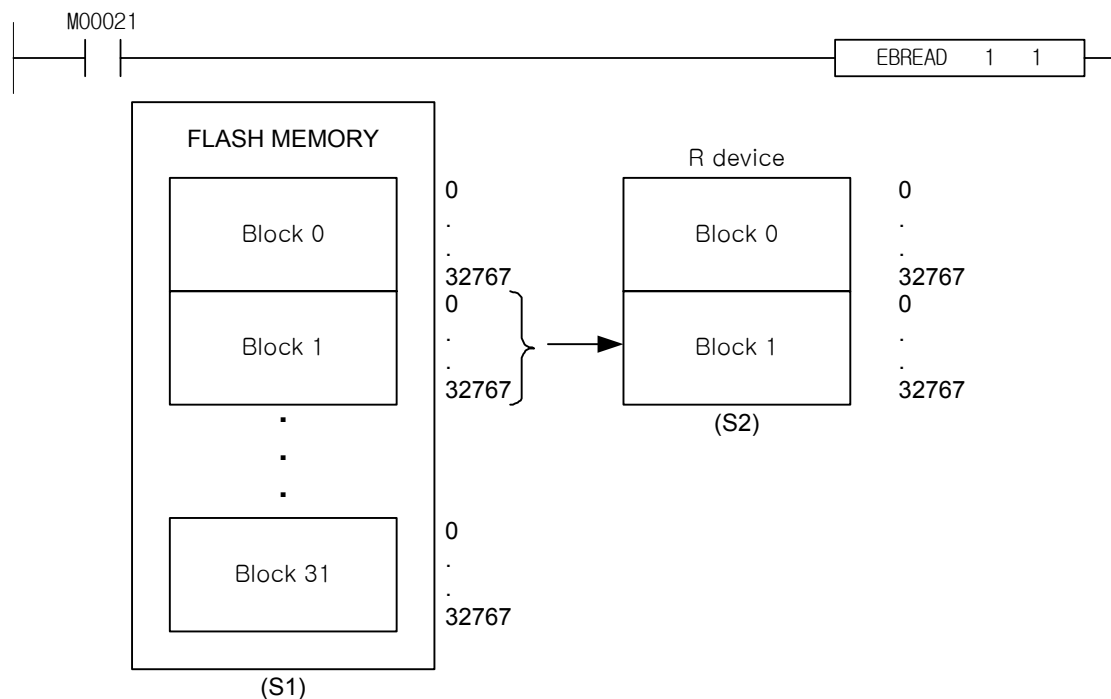 M00021
EBREAD 1 1
FLASH MEMORY
Block 0
0
.
.
32767
Block 1
0
.
.
32767
.
.
.
Block 31
0
.
.
32767
(S1)
R device
Block 0
0
.
.
32767
Block 1
0
.
.
32767
(S2)